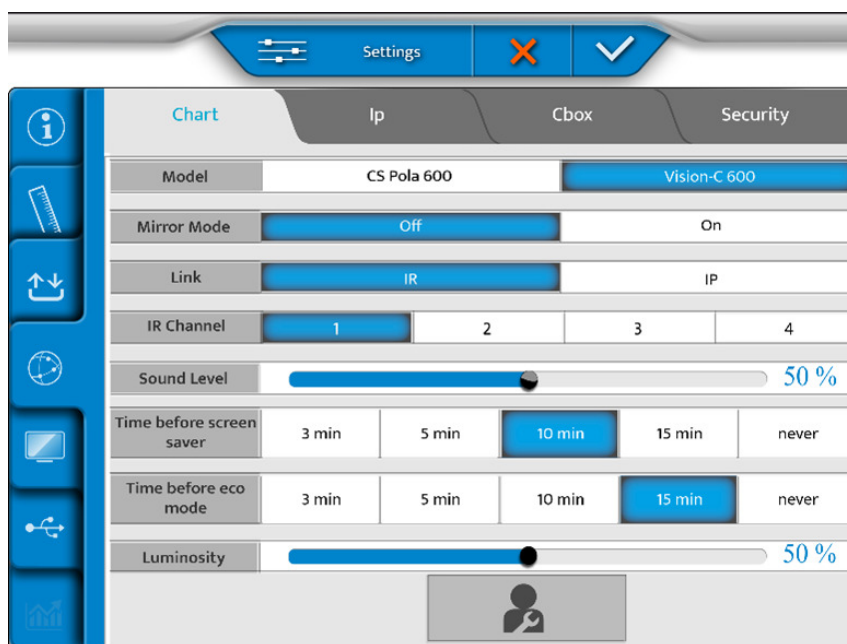 Settings
Chart Ip Cbox Security
Model CS Pola 600 Vision-C 600
Mirror Mode Off On
Link IR IP
IR Channel 1 2 3 4
Sound Level 50 %
Time before screen
saver 3 min 5 min 10 min 15 min never
Time before eco
mode 3 min 5 min 10 min 15 min never
Luminosity 50 %